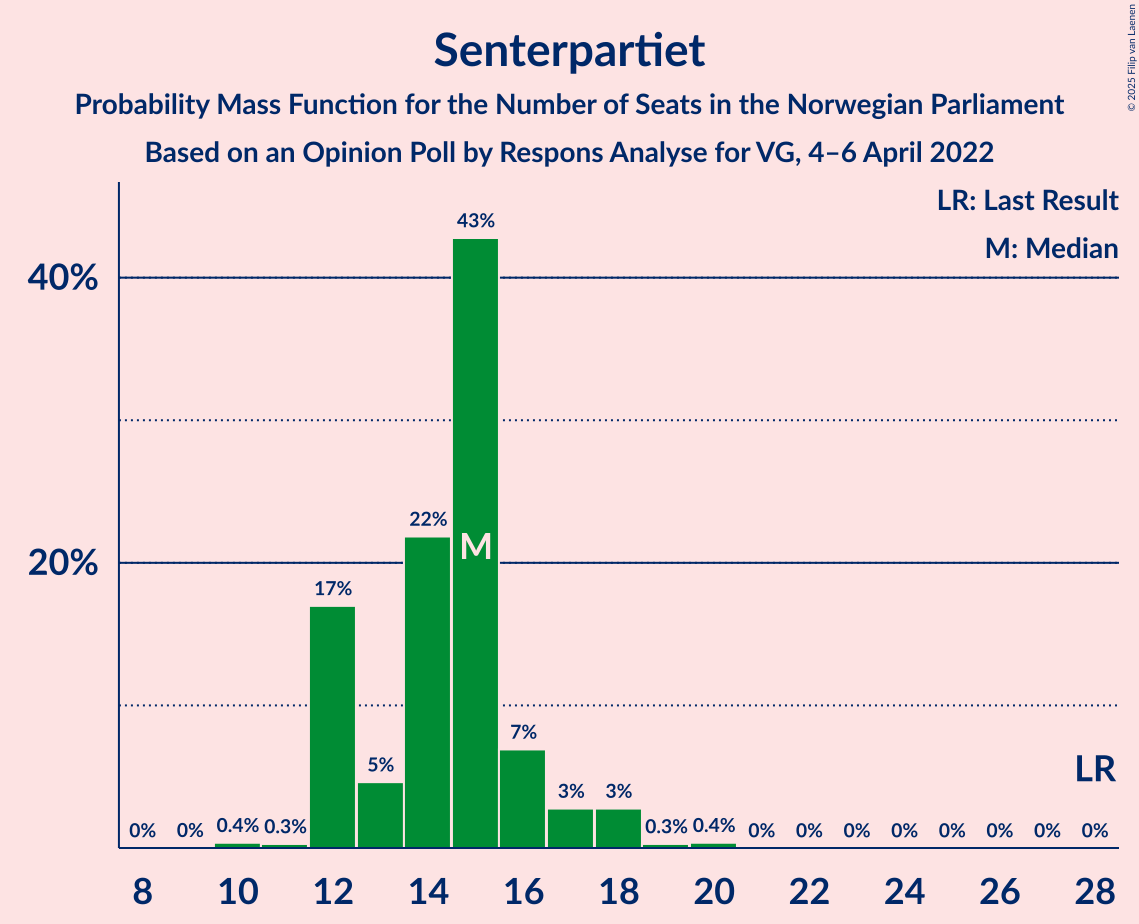 Senterpartiet
Probability Mass Function for the Number of Seats in the Norwegian Parliament
Based on an Opinion Poll by Respons Analyse for VG, 4–6 April 2022
© 2025 Filip van Laenen
LR: Last Result
M: Median
43%
40%
22%
M
20%
17%
7%
5%
3% 3%
LR
0% 0% 0.4% 0.3% 0.3% 0.4% 0% 0% 0% 0% 0% 0% 0% 0%
8 10 12 14 16 18 20 22 24 26 28